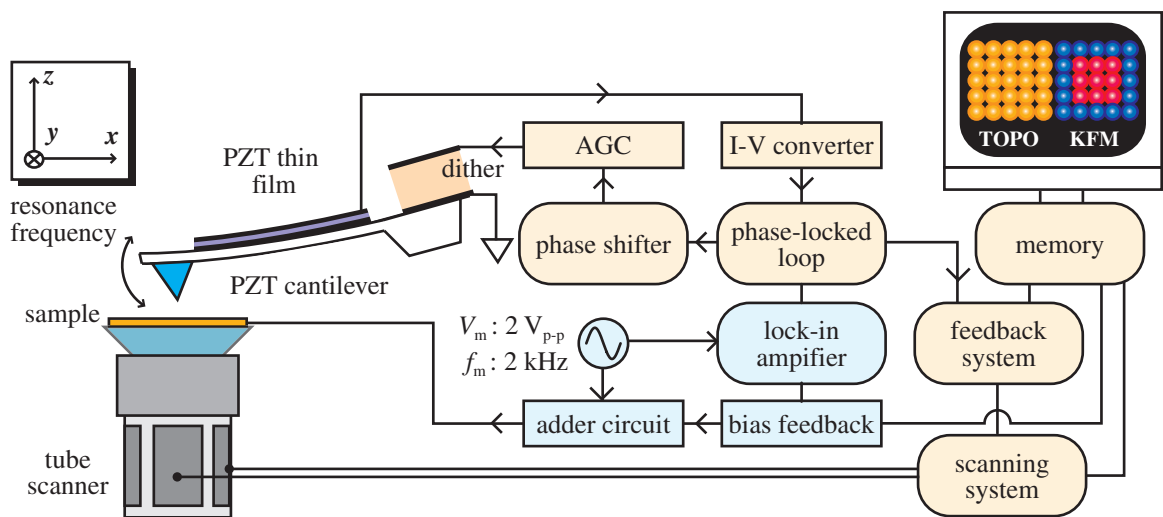 z
y
x
resonance
frequency
PZT thin
film
dither
AGC
I-V converter
TOPO
KFM
phase shifter
phase-locked
loop
memory
PZT cantilever
sample
Vm : 2 Vp-p
fm : 2 kHz
lock-in
ampifier
feedback
system
adder circuit
bias feedback
tube
scanner
scanning
system